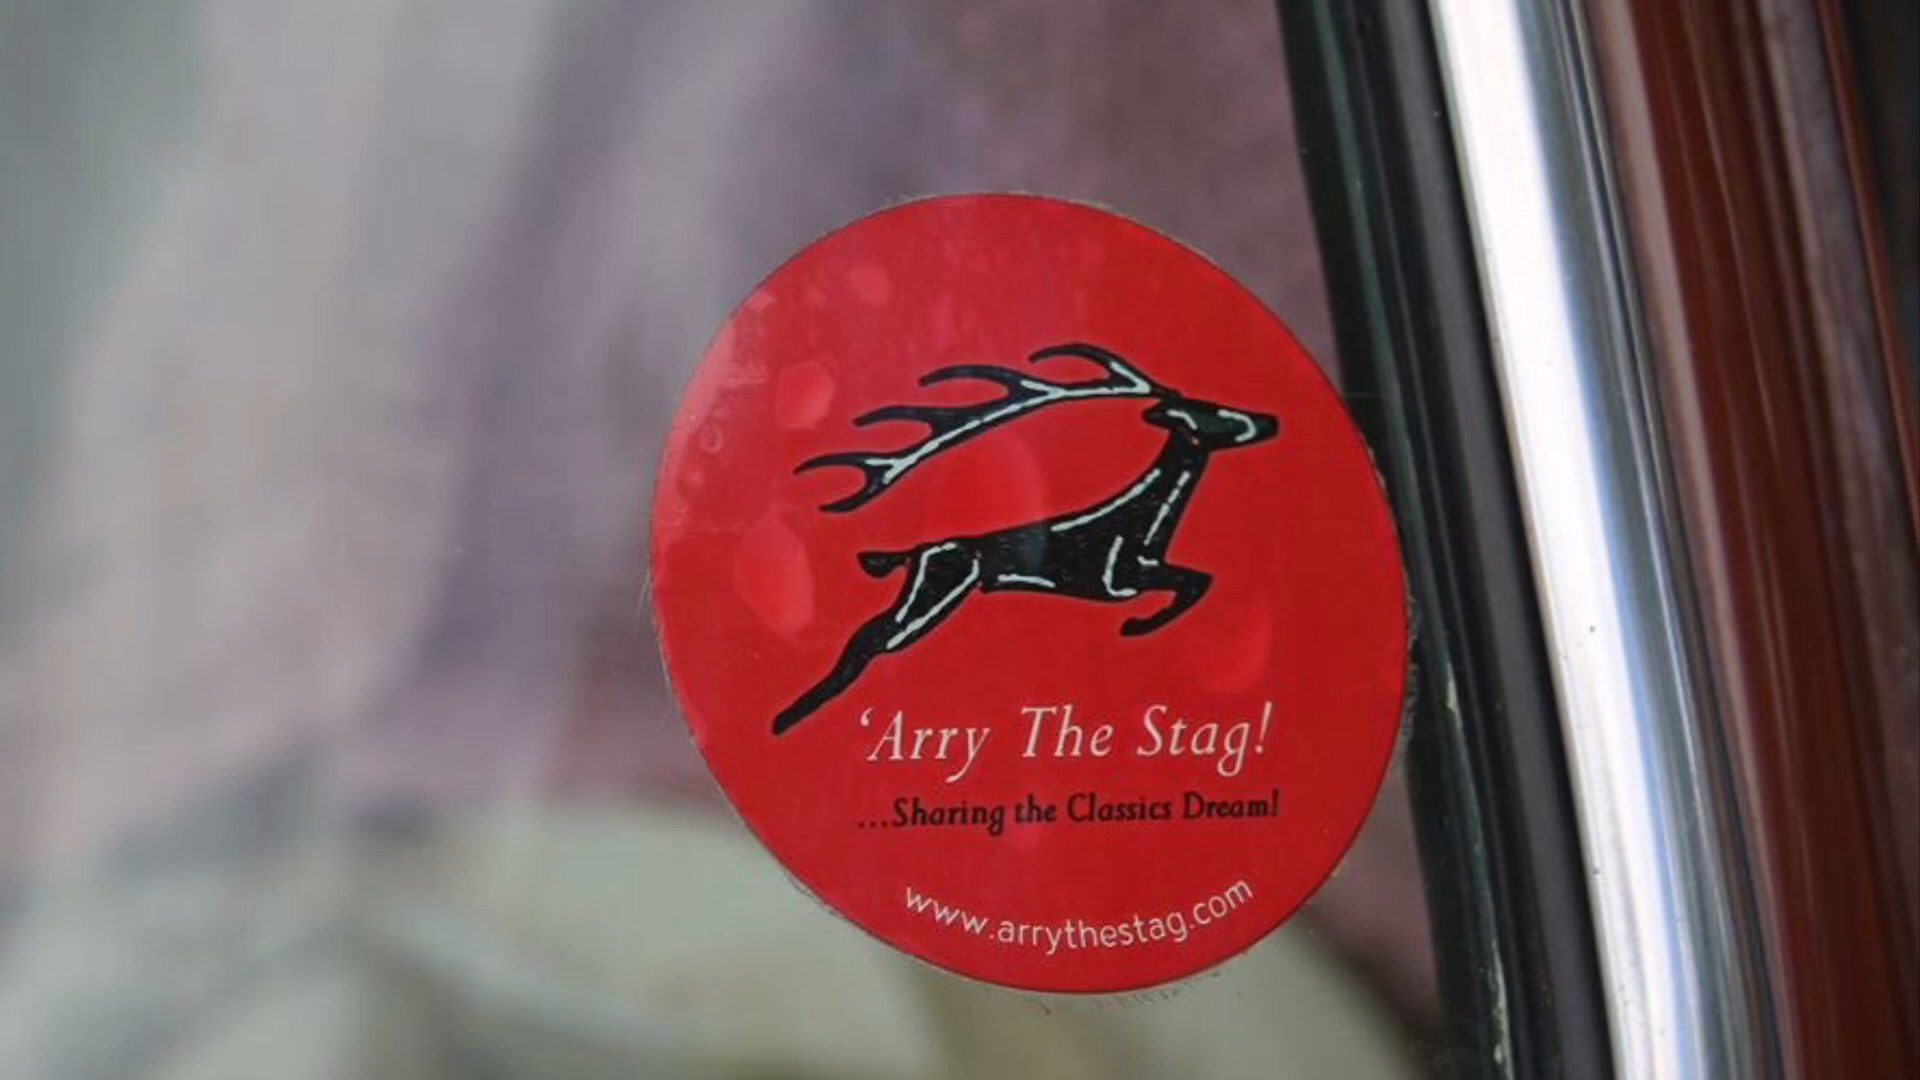 ‘Arry The Stag!
...Sharing the Classics Dream!
www.arrythestag.com